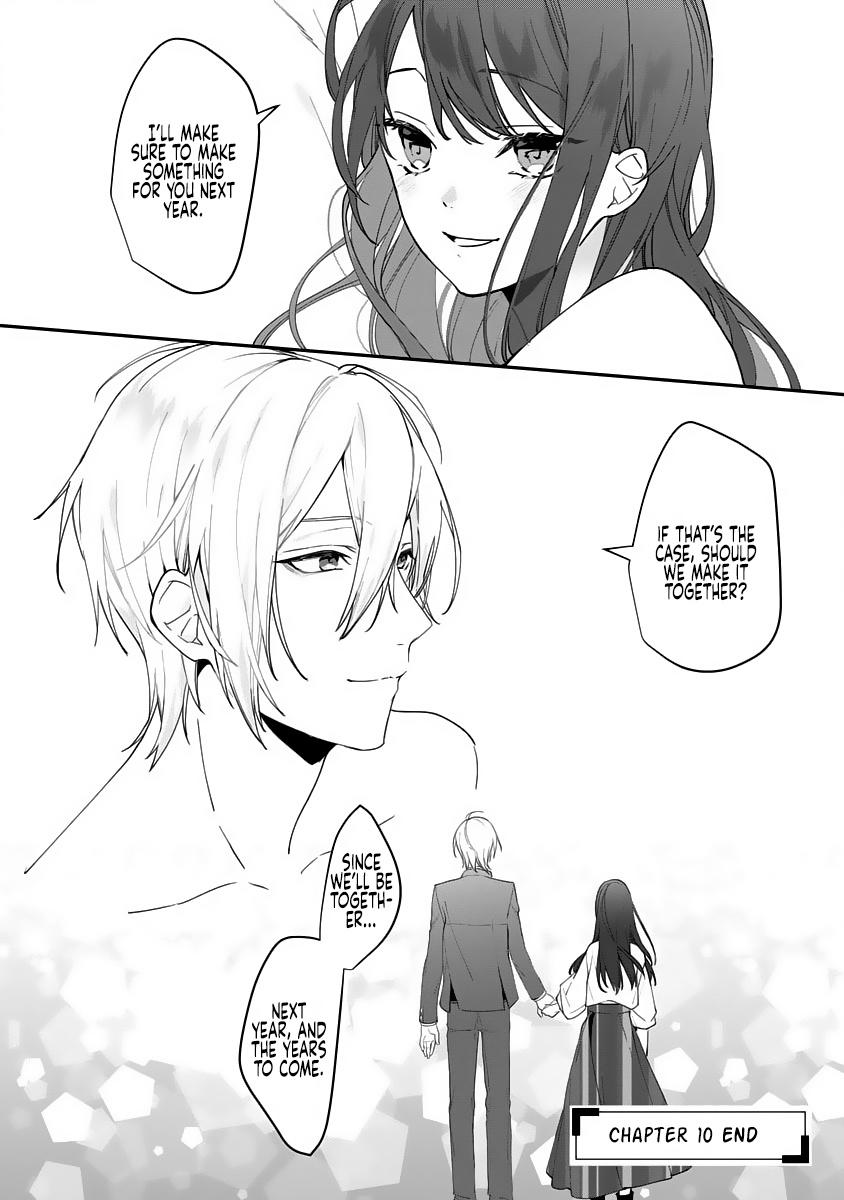 I'LL MAKE
SURE TO MAKE
SOMETHING
FOR YOU NEXT
YEAR.
IF THAT'S THE
CASE, SHOULD
WE MAKE IT
TOGETHER?
SINCE
WE'LL BE
TOGETH-
ER...
NEXT
YEAR, AND
THE YEARS
TO COME.
CHAPTER 10 END